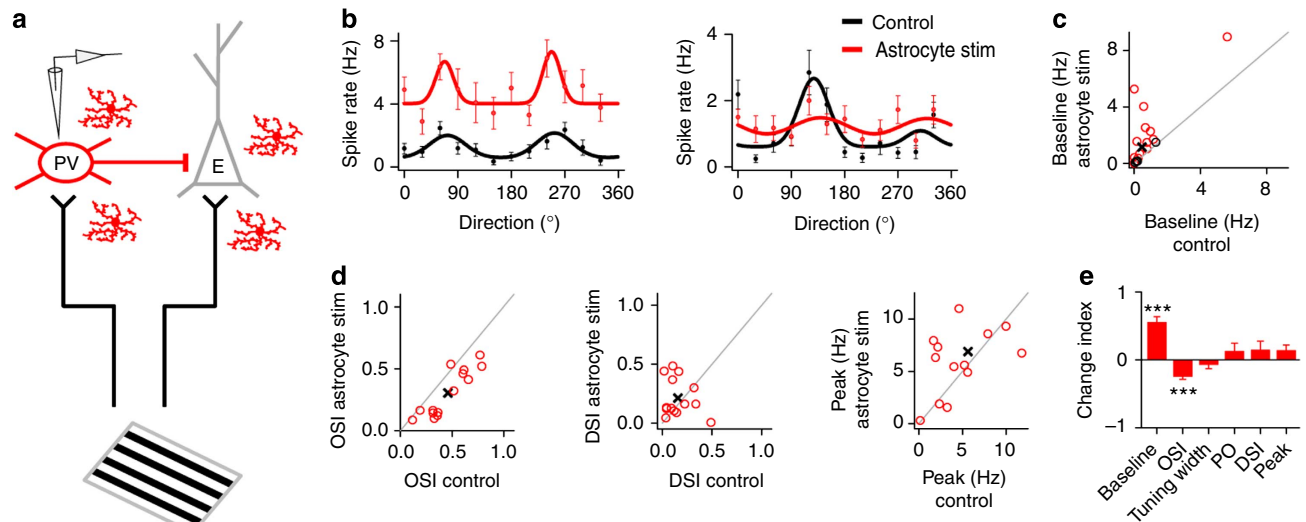 a
PV
E
b
Control
Astrocyte stim
Spike rate (Hz)
8
4
0
0 90 180 270 360
Direction (°)
Spike rate (Hz)
4
2
0
0 90 180 270 360
Direction (°)
c
Baseline (Hz)
astrocyte stim
8
4
0
0 4 8
Baseline (Hz)
control
d
OSI astrocyte stim
1.0
0.5
0.0
0.0 0.5 1.0
OSI control
DSI astrocyte stim
1.0
0.5
0.0
0.0 0.5 1.0
DSI control
Peak (Hz)
astrocyte stim
10
5
0
0 5 10
Peak (Hz)
control
e
Change index
1
0
–1
***
***
Baseline
OSI
Tuning width
PO
DSI
Peak